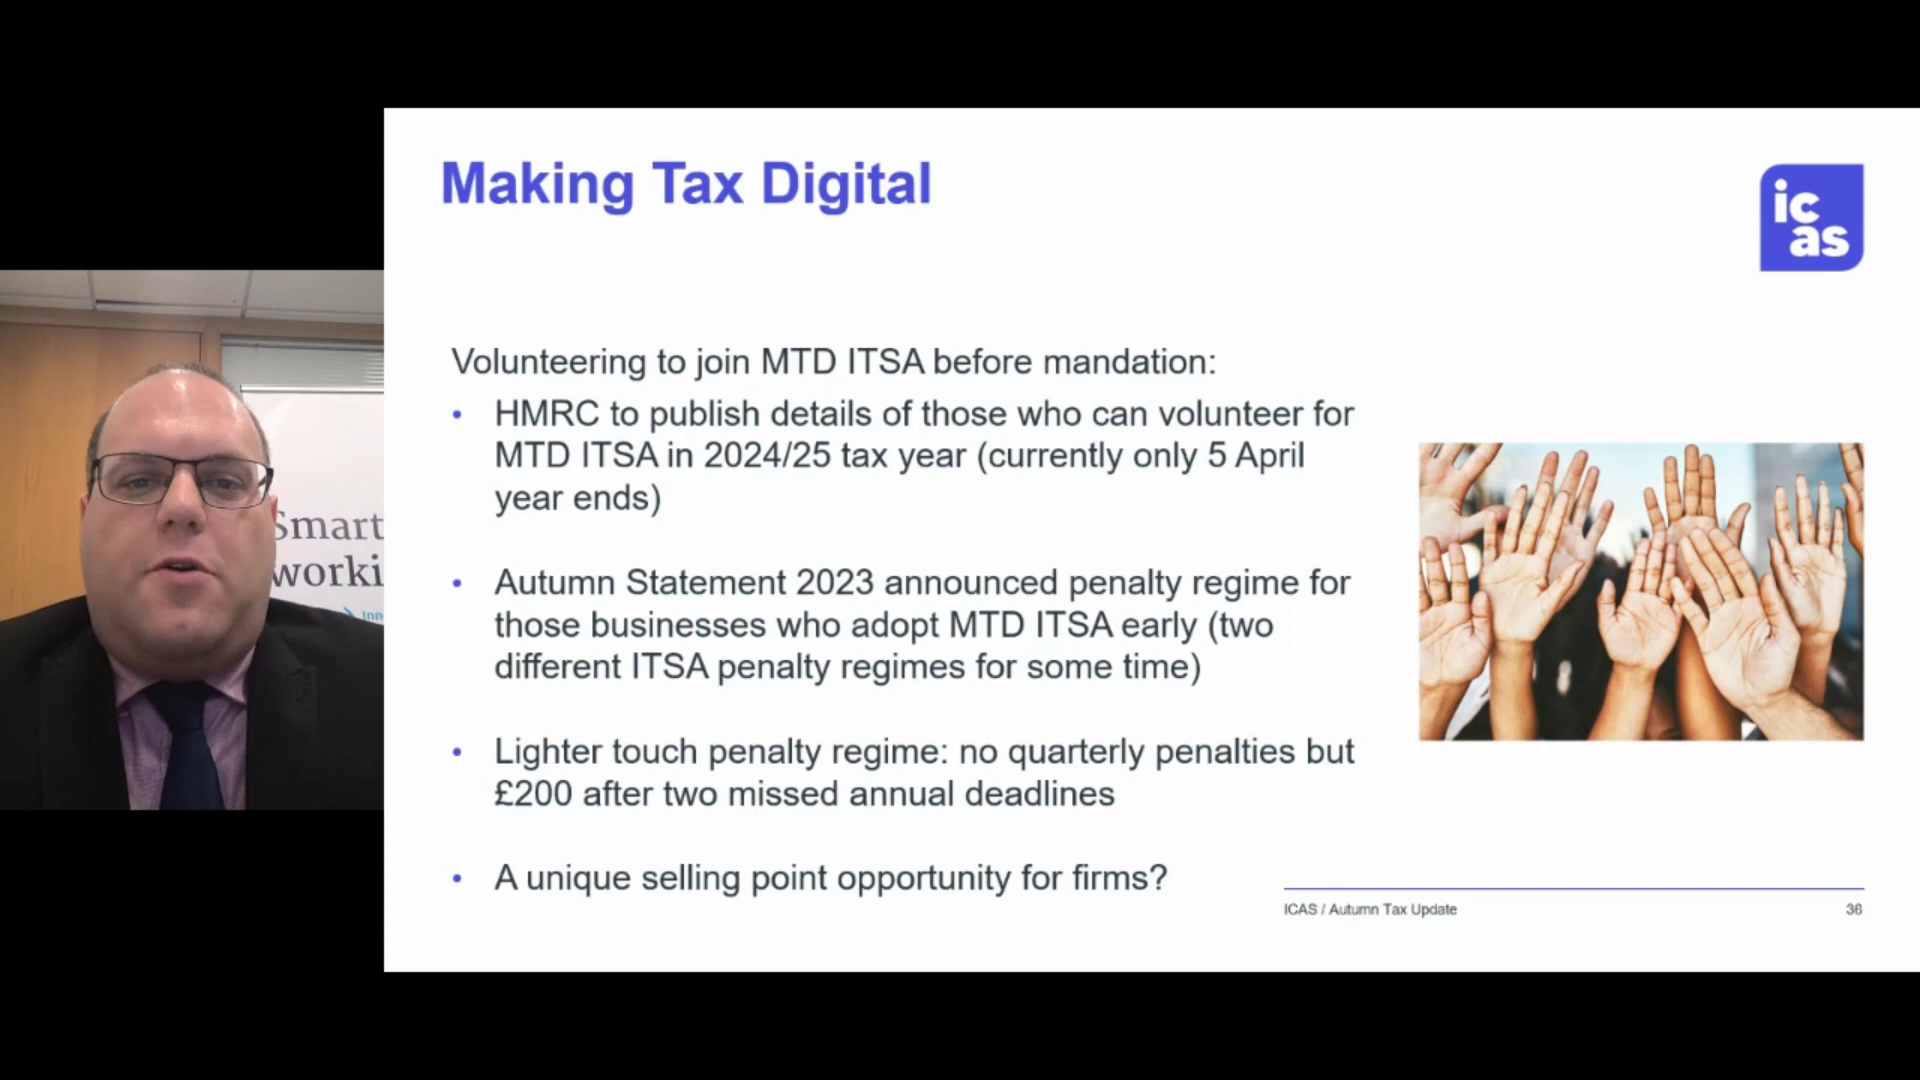 Making Tax Digital
ic
as
Volunteering to join MTD ITSA before mandation:
• HMRC to publish details of those who can volunteer for
MTD ITSA in 2024/25 tax year (currently only 5 April
year ends)
• Autumn Statement 2023 announced penalty regime for
those businesses who adopt MTD ITSA early (two
different ITSA penalty regimes for some time)
• Lighter touch penalty regime: no quarterly penalties but
£200 after two missed annual deadlines
• A unique selling point opportunity for firms?
ICAS / Autumn Tax Update
36
Smart